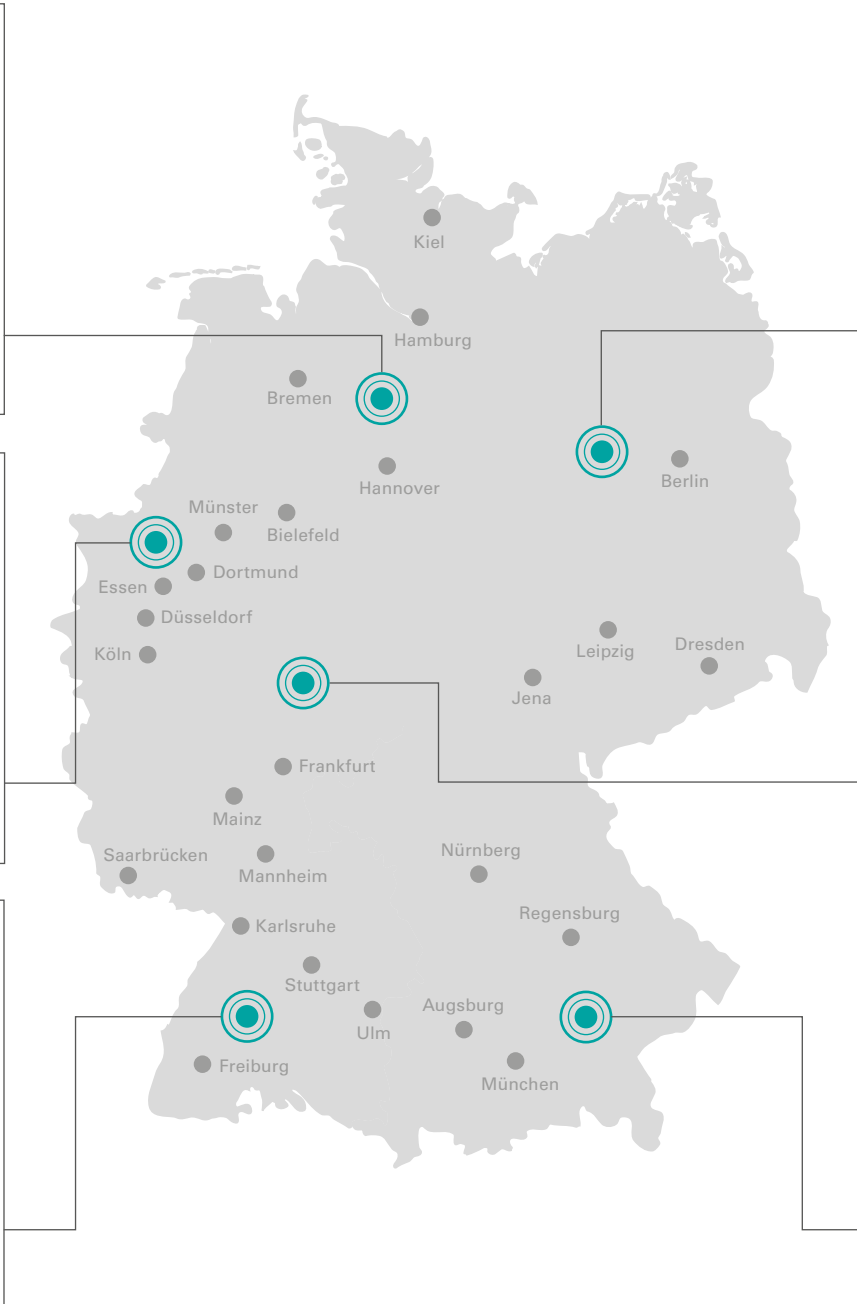 Kiel
Hamburg
Bremen
Hannover
Berlin
Münster
Bielefeld
Dortmund
Essen
Düsseldorf
Köln
Leipzig
Dresden
Jena
Frankfurt
Mainz
Saarbrücken
Mannheim
Nürnberg
Regensburg
Karlsruhe
Stuttgart
Augsburg
Ulm
Freiburg
München